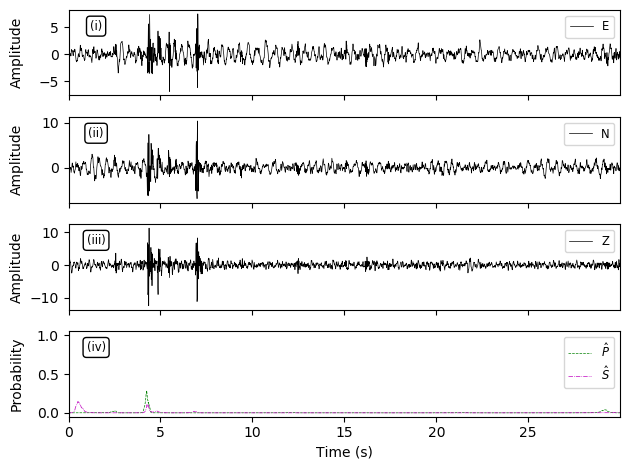 Amplitude
5
0
−5
(i)
E
Amplitude
10
0
(ii)
N
Amplitude
10
0
−10
(iii)
Z
Probability
1.0
0.5
0.0
(iv)
P̂
Ŝ
0 5 10 15 20 25
Time (s)